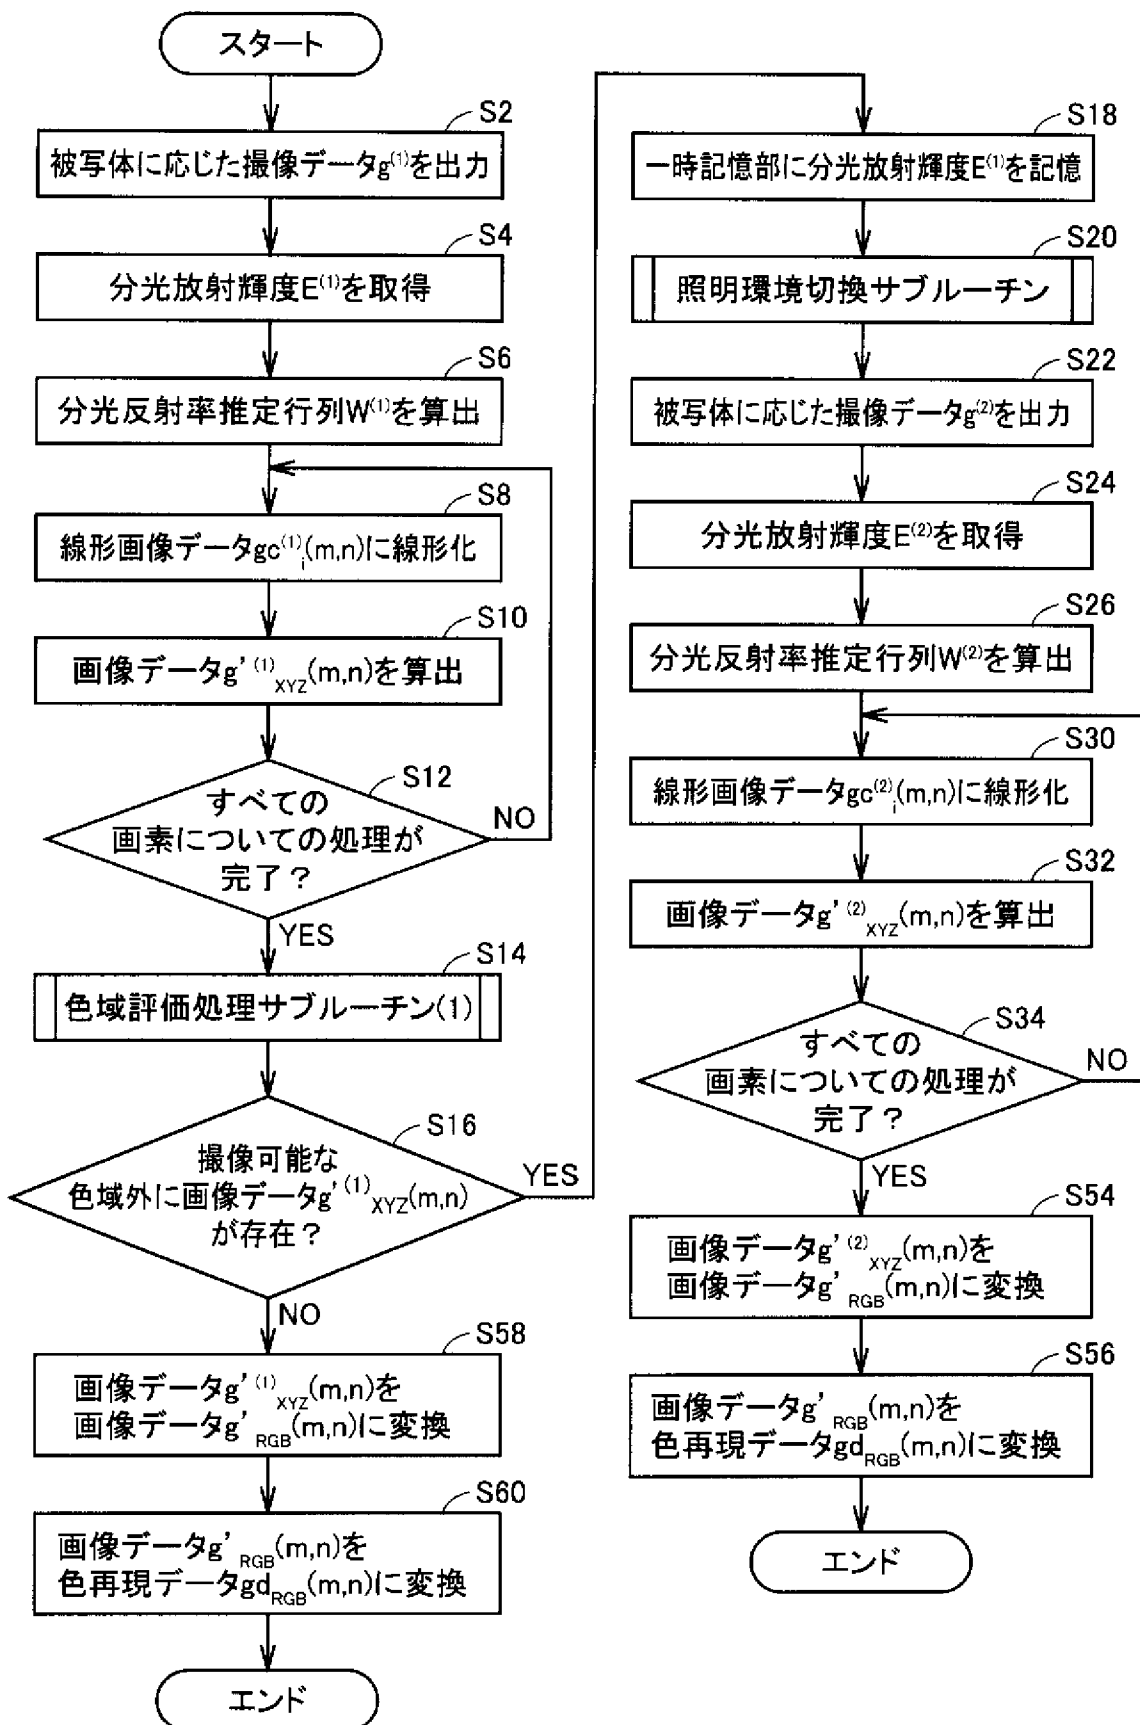 スタート
S2
被写体に応じた撮像データg⁽¹⁾を出力
S4
分光放射輝度E⁽¹⁾を取得
S6
分光反射率推定行列W⁽¹⁾を算出
S8
線形画像データgc⁽¹⁾ᵢ(m,n)に線形化
S10
画像データg'⁽¹⁾XYZ(m,n)を算出
S12
すべての
画素についての処理が
完了？
NO
YES
S14
色域評価処理サブルーチン(1)
S16
撮像可能な
色域外に画像データg'⁽¹⁾XYZ(m,n)
が存在？
YES
NO
S58
画像データg'⁽¹⁾XYZ(m,n)を
画像データg'RGB(m,n)に変換
S60
画像データg'RGB(m,n)を
色再現データgdRGB(m,n)に変換
エンド
S18
一時記憶部に分光放射輝度E⁽¹⁾を記憶
S20
照明環境切換サブルーチン
S22
被写体に応じた撮像データg⁽²⁾を出力
S24
分光放射輝度E⁽²⁾を取得
S26
分光反射率推定行列W⁽²⁾を算出
S30
線形画像データgc⁽²⁾ᵢ(m,n)に線形化
S32
画像データg'⁽²⁾XYZ(m,n)を算出
S34
すべての
画素についての処理が
完了？
NO
YES
S54
画像データg'⁽²⁾XYZ(m,n)を
画像データg'RGB(m,n)に変換
S56
画像データg'RGB(m,n)を
色再現データgdRGB(m,n)に変換
エンド